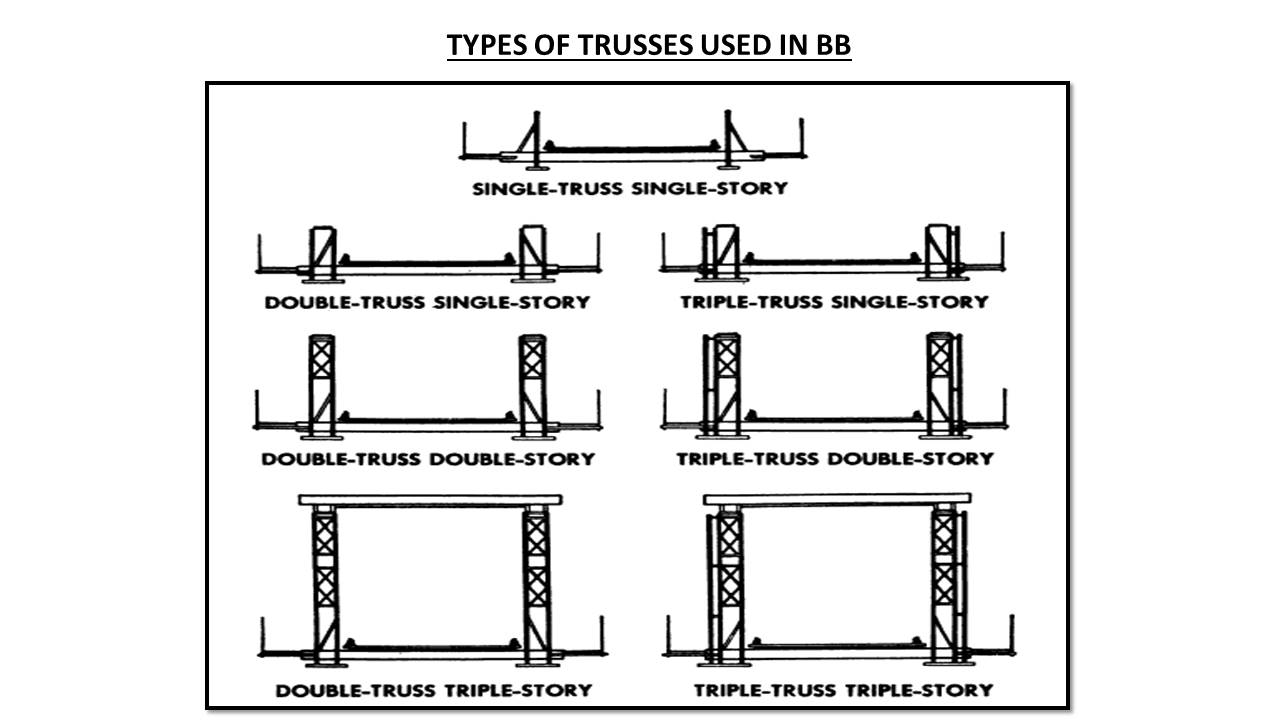 TYPES OF TRUSSES USED IN BB
SINGLE-TRUSS SINGLE-STORY
DOUBLE-TRUSS SINGLE-STORY
TRIPLE-TRUSS SINGLE-STORY
DOUBLE-TRUSS DOUBLE-STORY
TRIPLE-TRUSS DOUBLE-STORY
DOUBLE-TRUSS TRIPLE-STORY
TRIPLE-TRUSS TRIPLE-STORY